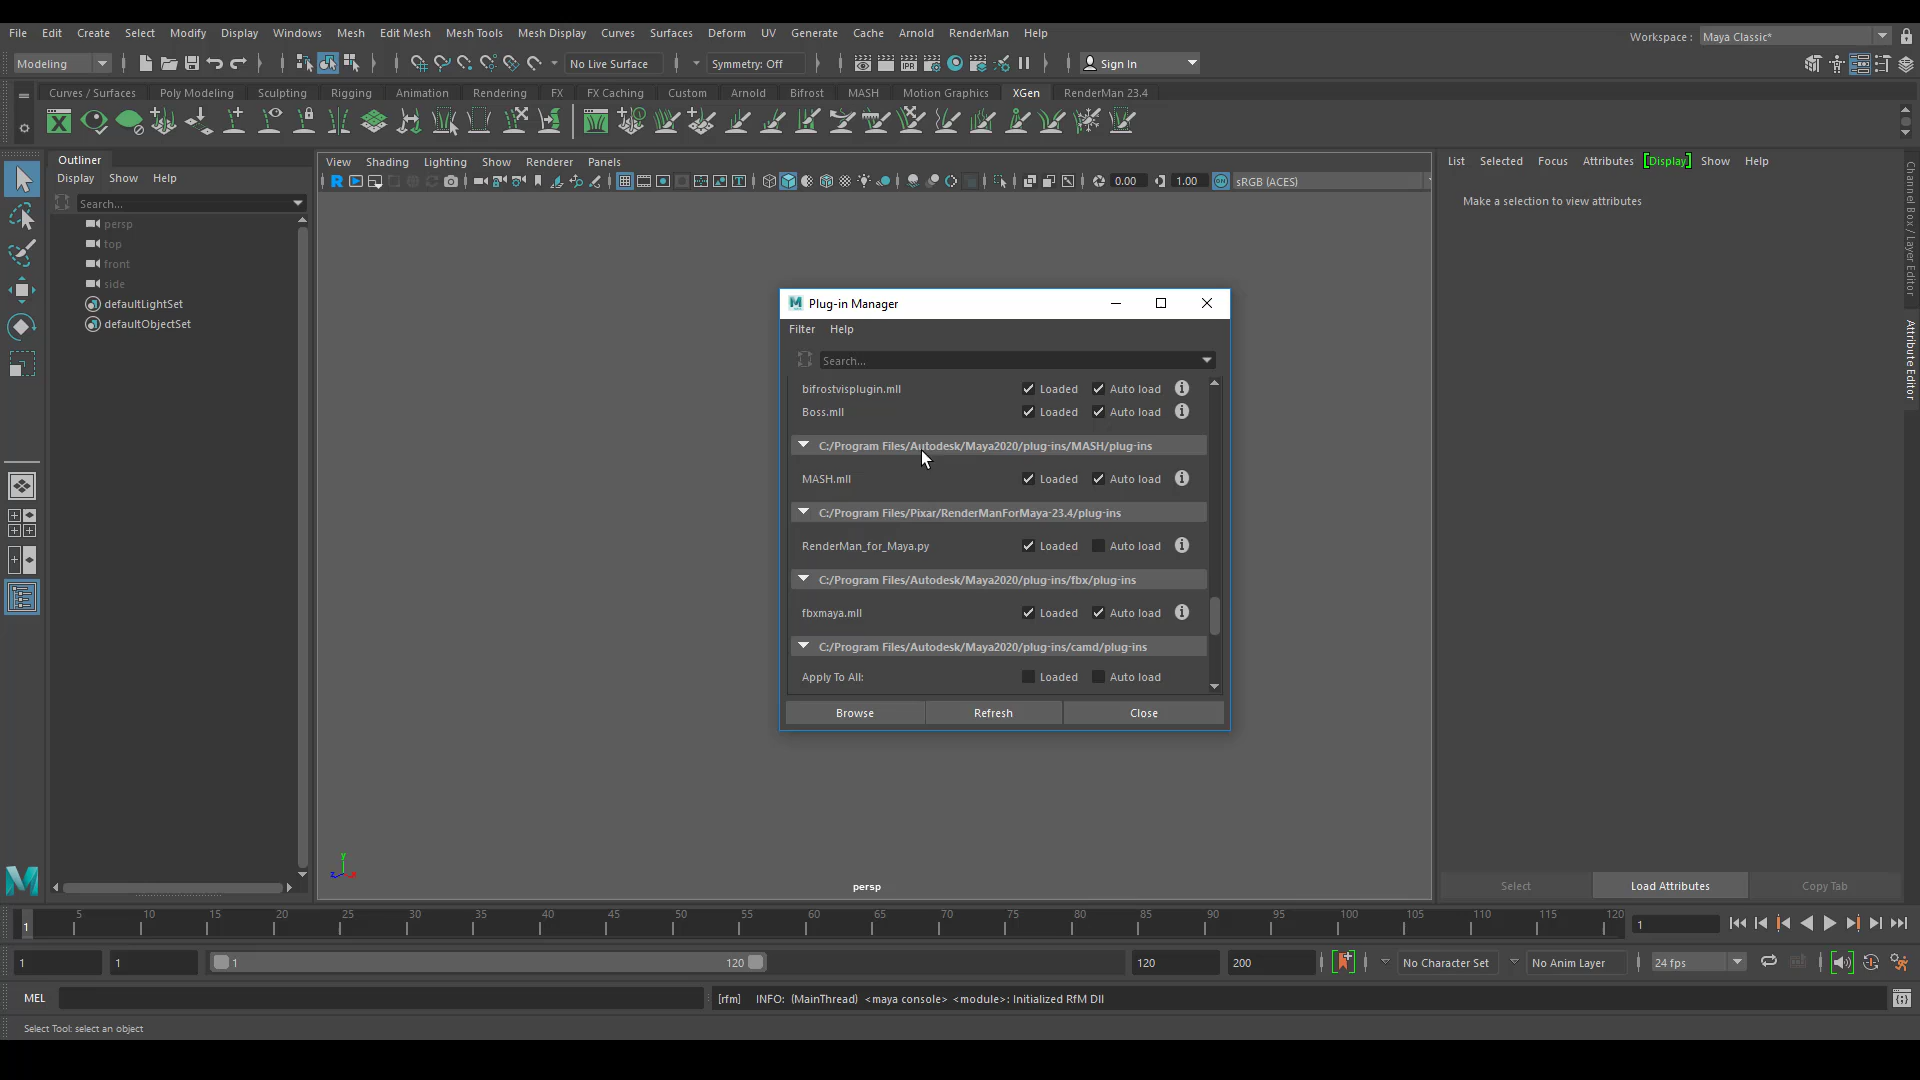 File Edit Create Select Modify Display Windows Mesh Edit Mesh Mesh Tools Mesh Display Curves Surfaces Deform UV Generate Cache Arnold RenderMan Help
Workspace : Maya Classic*
Modeling No Live Surface Symmetry: Off Sign In
Curves / Surfaces Poly Modeling Sculpting Rigging Animation Rendering FX FX Caching Custom Arnold Bifrost MASH Motion Graphics XGen RenderMan 23.4
Outliner
Display Show Help
Search...
persp
top
front
side
defaultLightSet
defaultObjectSet
View Shading Lighting Show Renderer Panels
0.00 1.00 sRGB (ACES)
Plug-in Manager
Filter Help
Search...
bifrostvisplugin.mll Loaded Auto load
Boss.mll Loaded Auto load
C:/Program Files/Autodesk/Maya2020/plug-ins/MASH/plug-ins
MASH.mll Loaded Auto load
C:/Program Files/Pixar/RenderManForMaya-23.4/plug-ins
RenderMan_for_Maya.py Loaded Auto load
C:/Program Files/Autodesk/Maya2020/plug-ins/fbx/plug-ins
fbxmaya.mll Loaded Auto load
C:/Program Files/Autodesk/Maya2020/plug-ins/camd/plug-ins
Apply To All: Loaded Auto load
Browse Refresh Close
y
z x
persp
List Selected Focus Attributes [Display] Show Help
Make a selection to view attributes
Channel Box / Layer Editor
Attribute Editor
Select Load Attributes Copy Tab
1 5 10 15 20 25 30 35 40 45 50 55 60 65 70 75 80 85 90 95 100 105 110 115 120 1
1 1 1 120 120 200 No Character Set No Anim Layer 24 fps
MEL [rfm] INFO: (MainThread) <maya console> <module>: Initialized RfM Dll
Select Tool: select an object